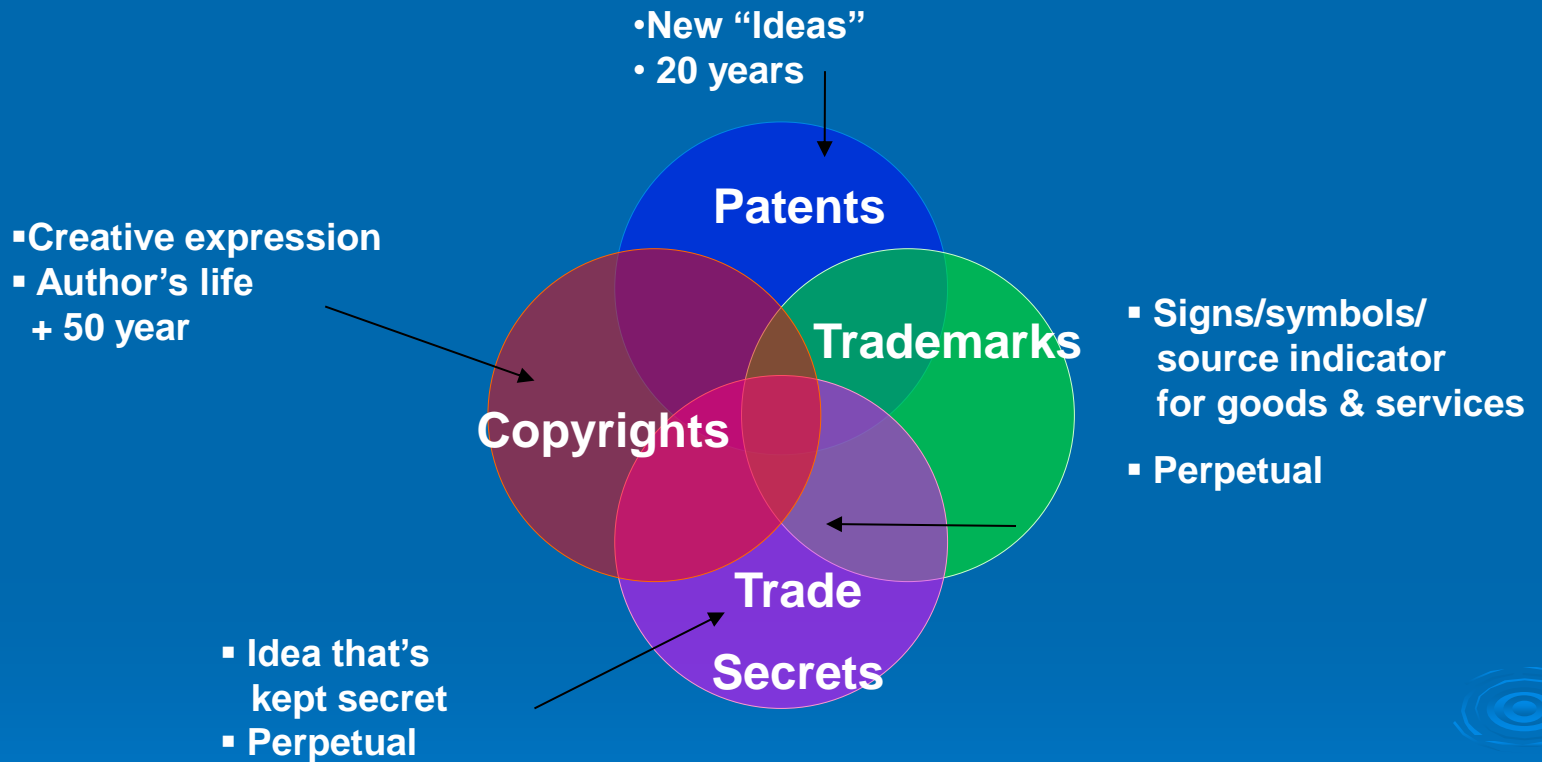 •New “Ideas”
• 20 years
Patents
▪Creative expression
▪ Author’s life
+ 50 year
Trademarks
▪ Signs/symbols/
source indicator
for goods & services
▪ Perpetual
Copyrights
Trade
Secrets
▪ Idea that’s
kept secret
▪ Perpetual